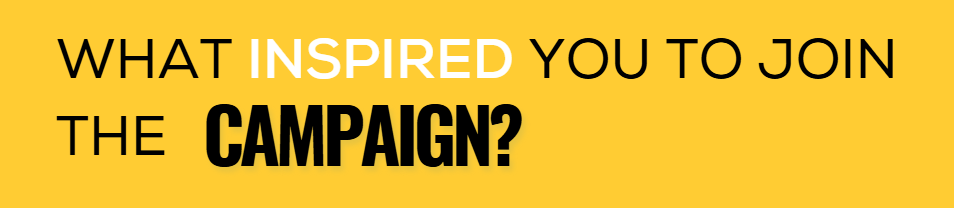 WHAT INSPIRED YOU TO JOIN
THE CAMPAIGN?